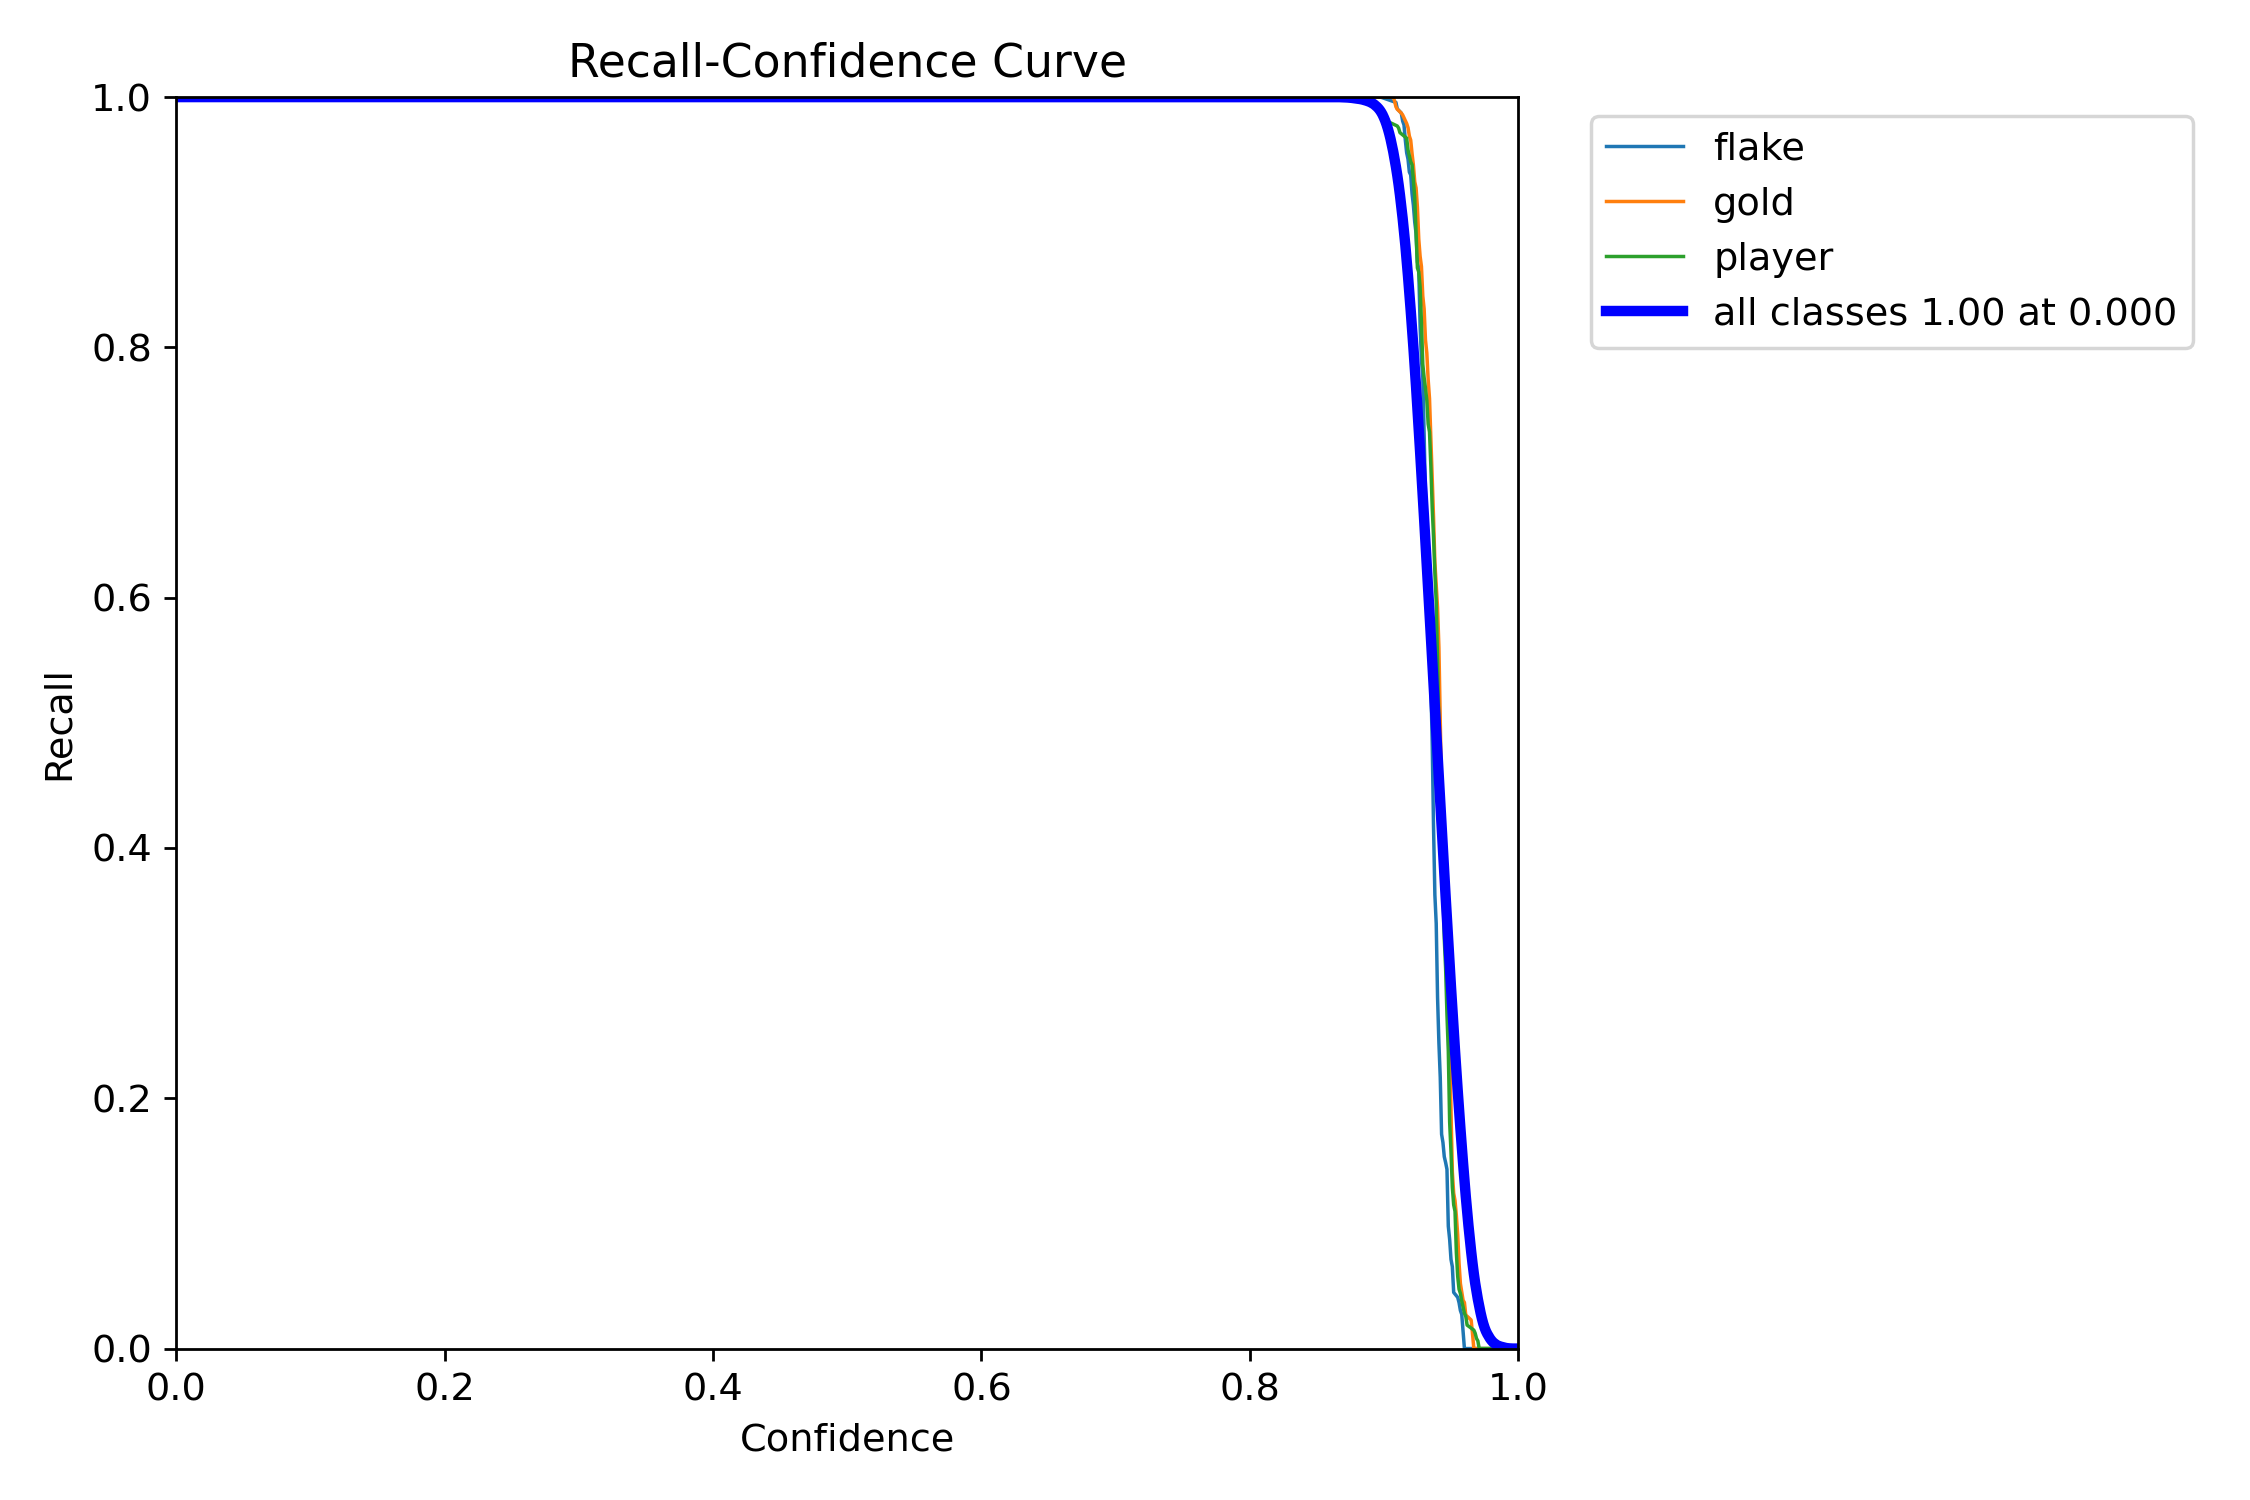 Recall-Confidence Curve
1.0
0.8
0.6
0.4
0.2
0.0
Recall
0.0 0.2 0.4 0.6 0.8 1.0
Confidence
flake
gold
player
all classes 1.00 at 0.000